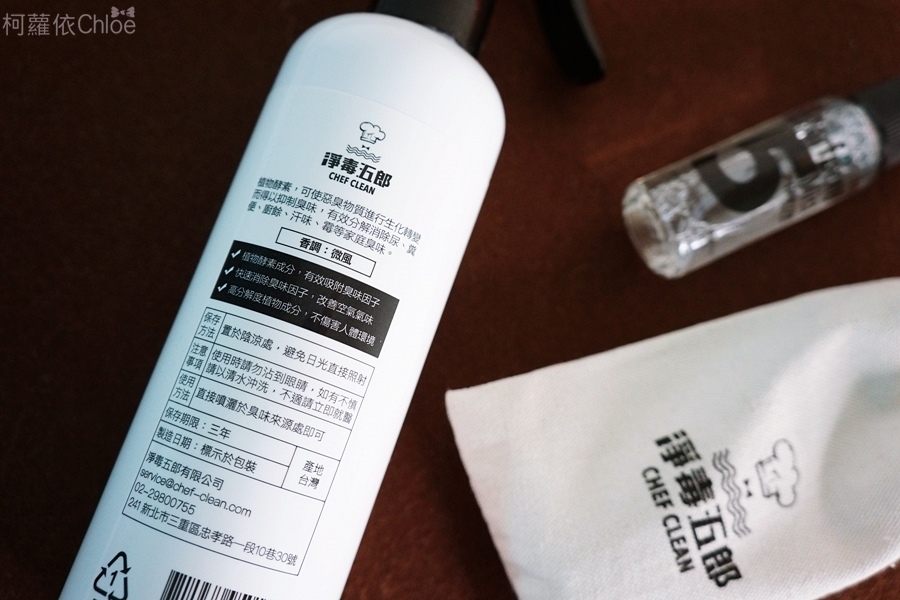 柯蘿依Chloe
淨毒五郎
CHEF CLEAN
植物酵素，可使惡臭物質進行生化轉變
而得以抑制臭味，有效分解消除尿、糞
便、廚餘、汗味、霉等家庭臭味。
香調：微風
✓植物酵素成分，有效吸附臭味因子
✓快速消除臭味因子，改善空氣氣味
✓高分解度植物成分，不傷害人體環境
保存方法 置於陰涼處，避免日光直接照射
注意事項 使用時請勿沾到眼睛，如有不慎
請以清水沖洗，不適請立即就醫
使用方法 直接噴灑於臭味來源處即可
保存期限：三年
製造日期：標示於包裝
產地
台灣
淨毒五郎有限公司
service@chef-clean.com
02-29800755
241新北市三重區忠孝路一段10巷30號
1
5
淨毒五郎
CHEF CLEAN